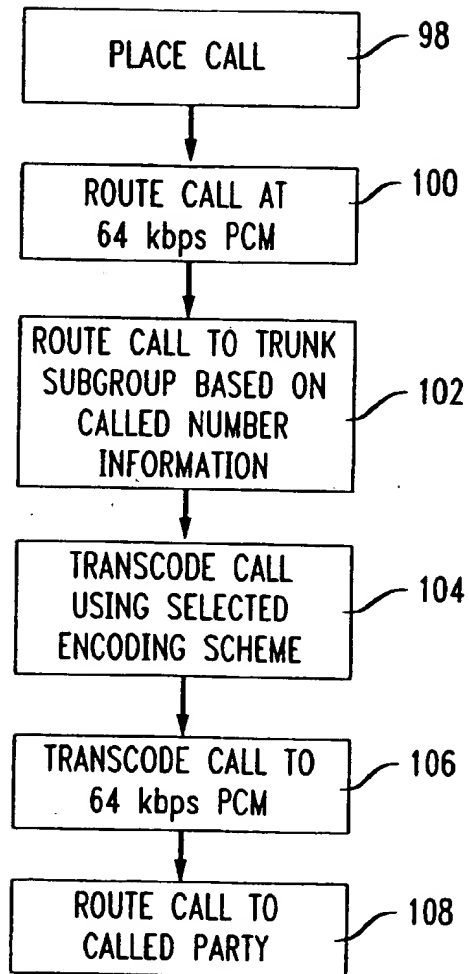 PLACE CALL
98
ROUTE CALL AT
64 kbps PCM
100
ROUTE CALL TO TRUNK
SUBGROUP BASED ON
CALLED NUMBER
INFORMATION
102
TRANSCODE CALL
USING SELECTED
ENCODING SCHEME
104
TRANSCODE CALL TO
64 kbps PCM
106
ROUTE CALL TO
CALLED PARTY
108